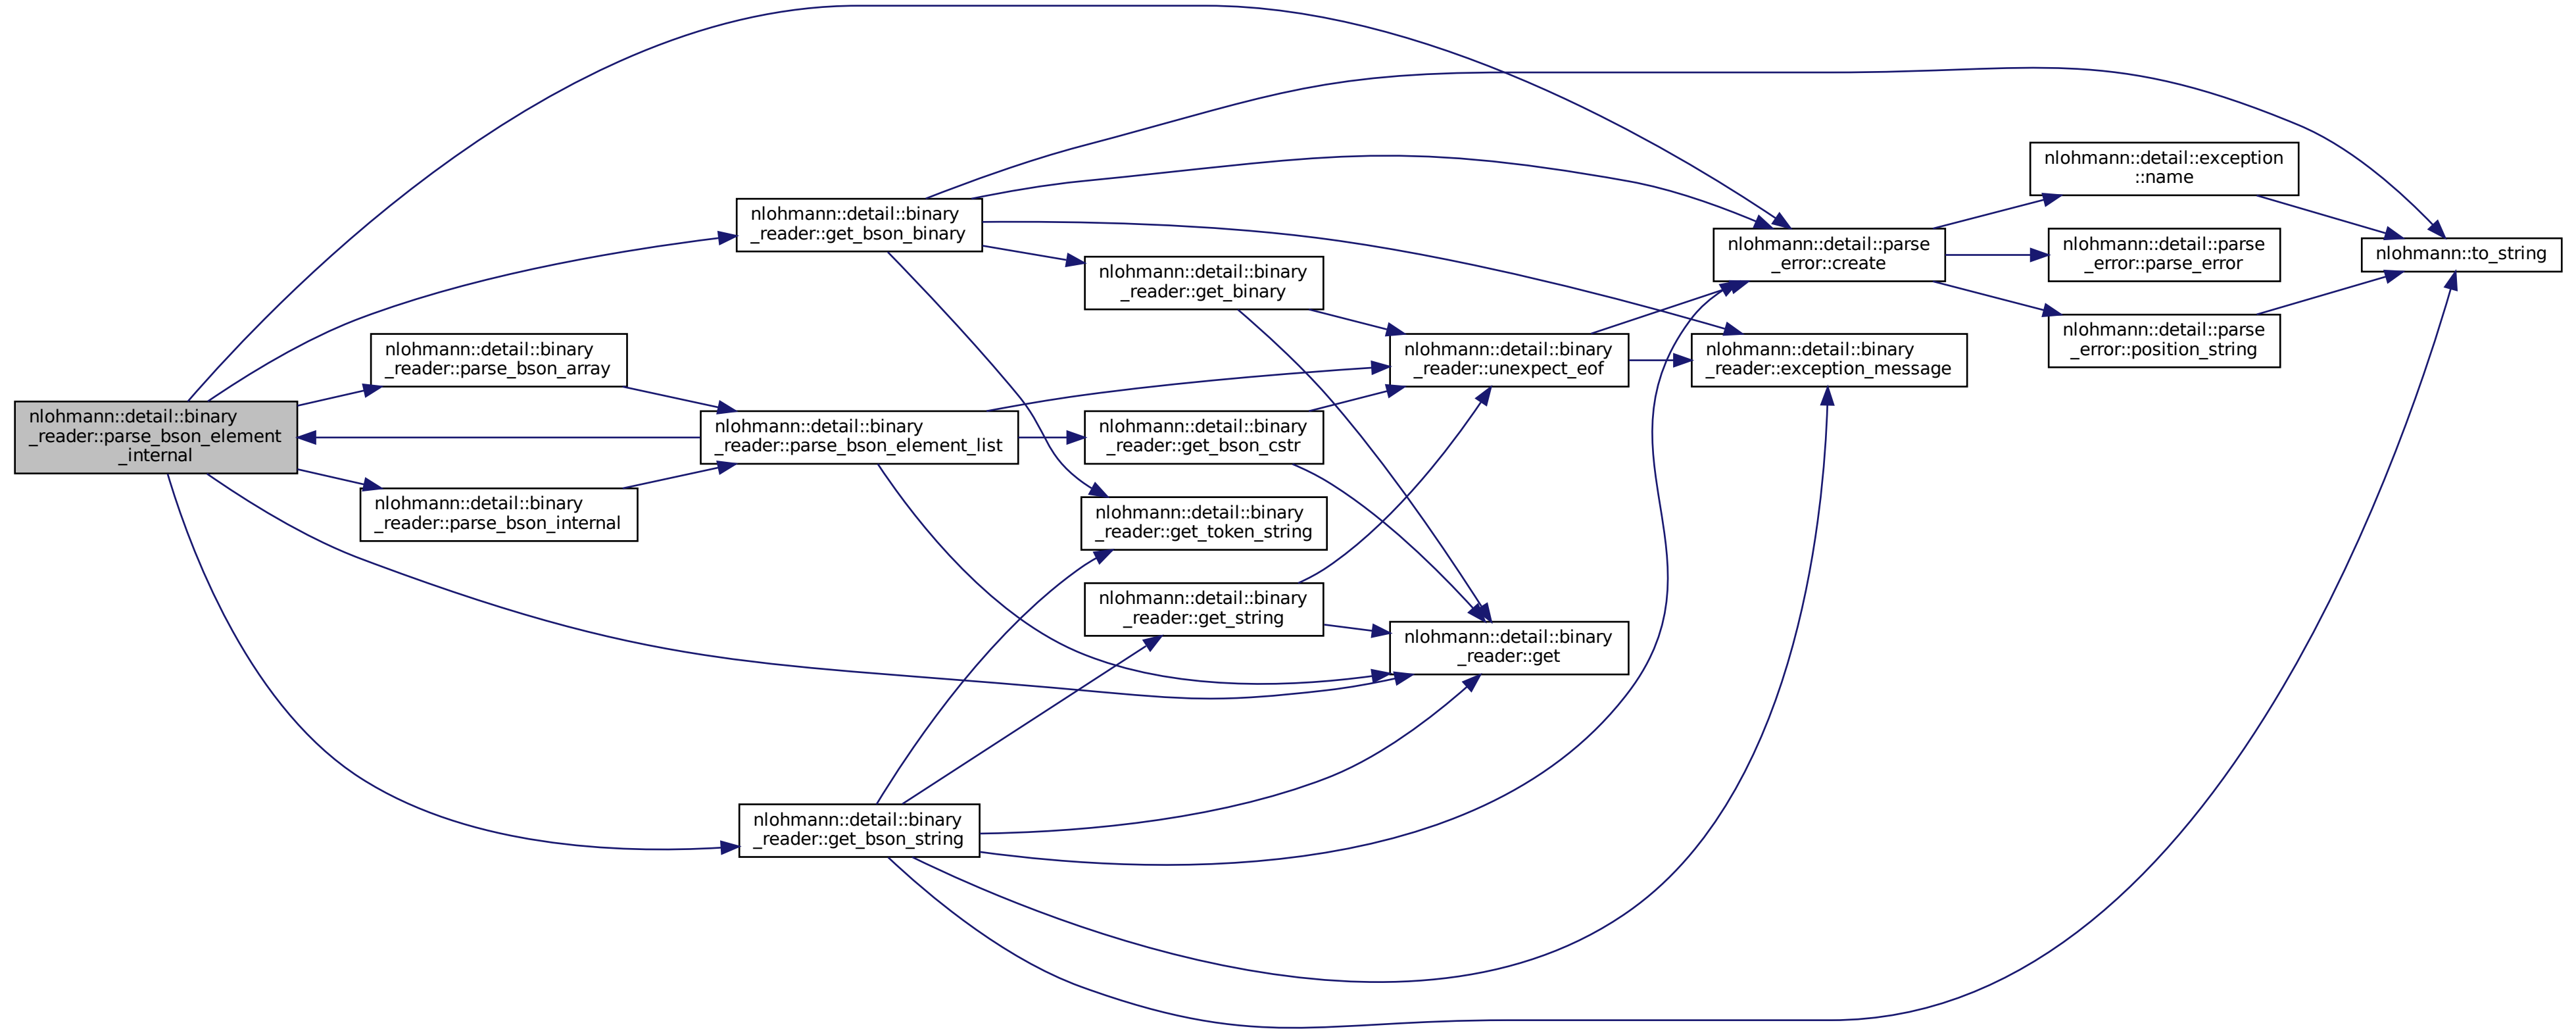 nlohmann::detail::binary
_reader::parse_bson_element
_internal
nlohmann::detail::binary
_reader::parse_bson_array
nlohmann::detail::binary
_reader::parse_bson_internal
nlohmann::detail::binary
_reader::get_bson_binary
nlohmann::detail::binary
_reader::parse_bson_element_list
nlohmann::detail::binary
_reader::get_bson_string
nlohmann::detail::binary
_reader::get_binary
nlohmann::detail::binary
_reader::get_bson_cstr
nlohmann::detail::binary
_reader::get_token_string
nlohmann::detail::binary
_reader::get_string
nlohmann::detail::binary
_reader::unexpect_eof
nlohmann::detail::binary
_reader::get
nlohmann::detail::parse
_error::create
nlohmann::detail::binary
_reader::exception_message
nlohmann::detail::exception
::name
nlohmann::detail::parse
_error::parse_error
nlohmann::detail::parse
_error::position_string
nlohmann::to_string